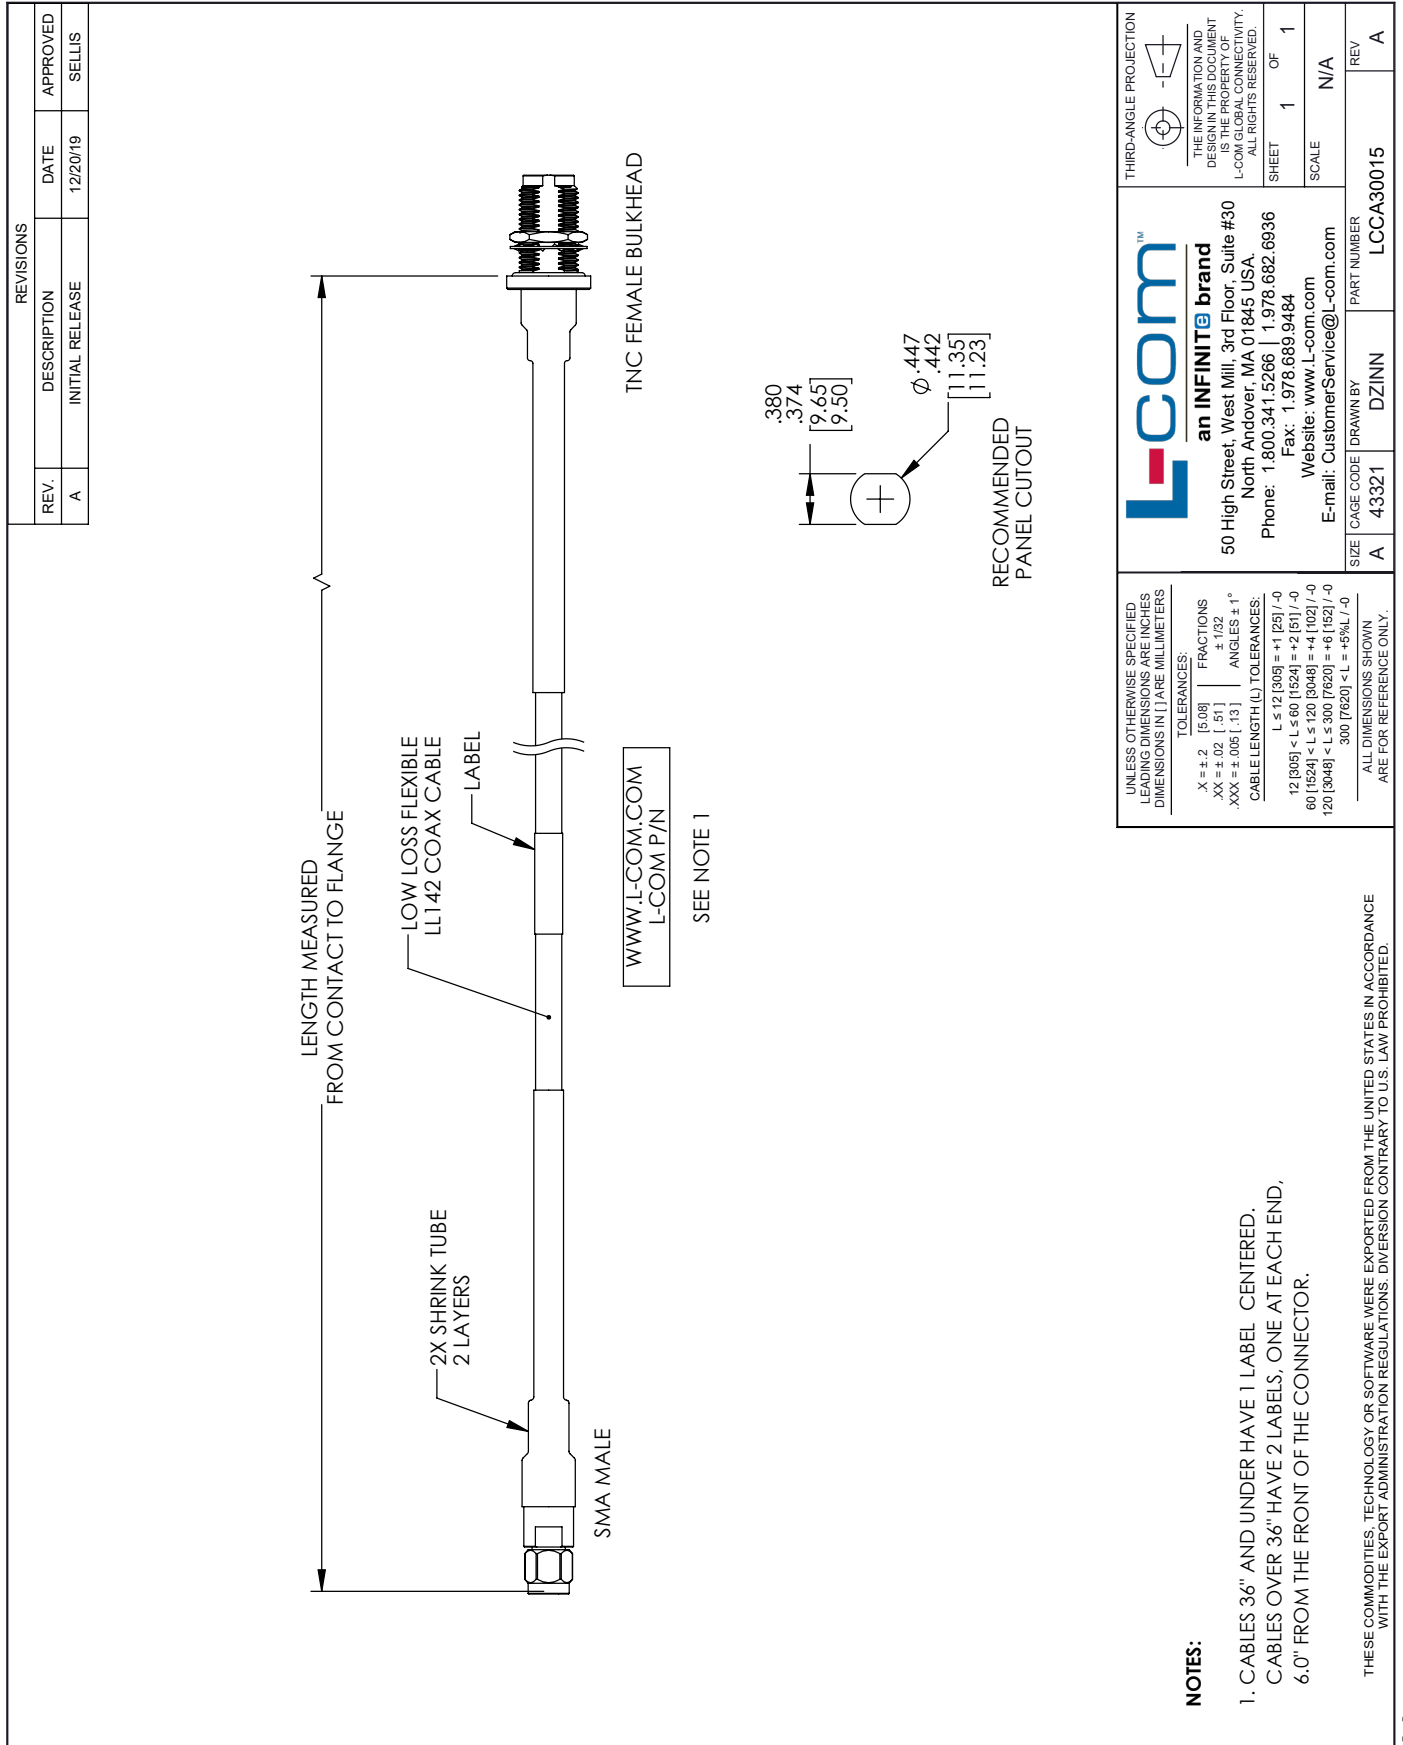 REVISIONS
REV. DESCRIPTION DATE APPROVED
A INITIAL RELEASE 12/20/19 SELLIS
LENGTH MEASURED
FROM CONTACT TO FLANGE
2X SHRINK TUBE
2 LAYERS
LOW LOSS FLEXIBLE
LL142 COAX CABLE
LABEL
SMA MALE
TNC FEMALE BULKHEAD
WWW.L-COM.COM
L-COM P/N
SEE NOTE 1
.380
.374
[9.65]
[9.50]
Ø .447
.442
[11.35]
[11.23]
RECOMMENDED
PANEL CUTOUT
NOTES:
1. CABLES 36" AND UNDER HAVE 1 LABEL CENTERED.
CABLES OVER 36" HAVE 2 LABELS, ONE AT EACH END,
6.0" FROM THE FRONT OF THE CONNECTOR.
THESE COMMODITIES, TECHNOLOGY OR SOFTWARE WERE EXPORTED FROM THE UNITED STATES IN ACCORDANCE
WITH THE EXPORT ADMINISTRATION REGULATIONS. DIVERSION CONTRARY TO U.S. LAW PROHIBITED.
UNLESS OTHERWISE SPECIFIED
LEADING DIMENSIONS ARE INCHES
DIMENSIONS IN [ ] ARE MILLIMETERS
TOLERANCES:
.X = ± .2 [5.08] FRACTIONS
.XX = ± .02 [ .51 ] ± 1/32
.XXX = ± .005 [ .13 ] ANGLES ± 1°
CABLE LENGTH (L) TOLERANCES:
L ≤ 12 [305] = +1 [25] / -0
12 [305] < L ≤ 60 [1524] = +2 [51] / -0
60 [1524] < L ≤ 120 [3048] = +4 [102] / -0
120 [3048] < L ≤ 300 [7620] = +6 [152] / -0
300 [7620] < L = +5%L / -0
ALL DIMENSIONS SHOWN
ARE FOR REFERENCE ONLY.
L-com™
an INFINITe brand
50 High Street, West Mill, 3rd Floor, Suite #30
North Andover, MA 01845 USA.
Phone: 1.800.341.5266 | 1.978.682.6936
Fax: 1.978.689.9484
Website: www.L-com.com
E-mail: CustomerService@L-com.com
THIRD-ANGLE PROJECTION
THE INFORMATION AND
DESIGN IN THIS DOCUMENT
IS THE PROPERTY OF
L-COM GLOBAL CONNECTIVITY.
ALL RIGHTS RESERVED.
SHEET 1 OF 1
SCALE N/A
SIZE A
CAGE CODE 43321
DRAWN BY DZINN
PART NUMBER LCCA30015
REV A